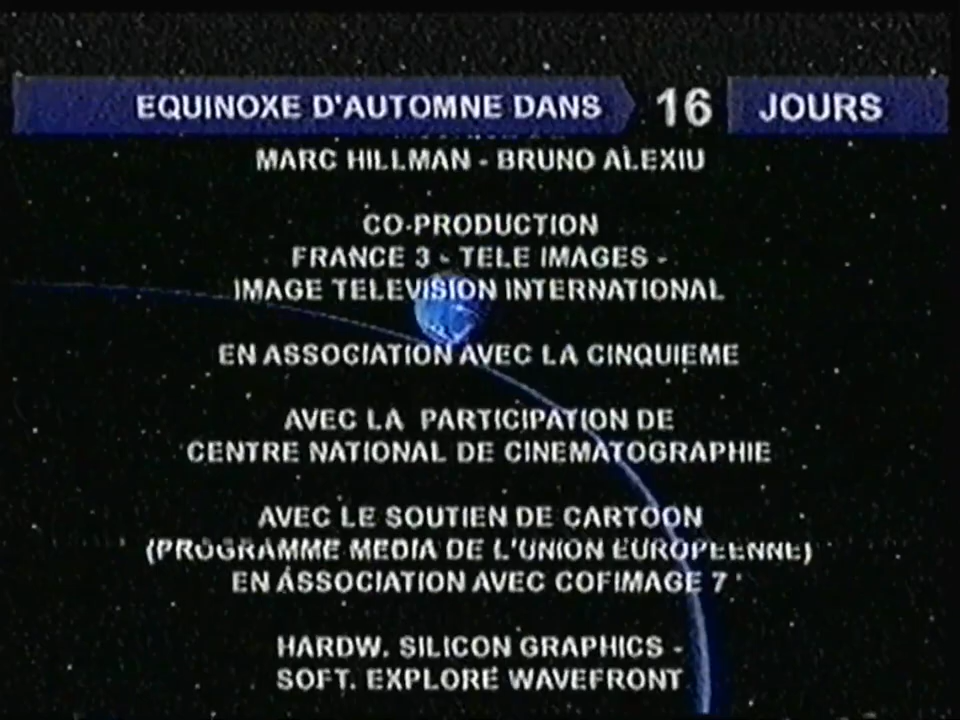 EQUINOXE D'AUTOMNE DANS 16 JOURS
MARC HILLMAN - BRUNO ALEXIU
CO-PRODUCTION
FRANCE 3 - TELE IMAGES -
IMAGE TELEVISION INTERNATIONAL
EN ASSOCIATION AVEC LA CINQUIEME
AVEC LA PARTICIPATION DE
CENTRE NATIONAL DE CINEMATOGRAPHIE
AVEC LE SOUTIEN DE CARTOON
(PROGRAMME MEDIA DE L'UNION EUROPEENNE)
EN ASSOCIATION AVEC COFIMAGE 7
HARDW. SILICON GRAPHICS -
SOFT. EXPLORE WAVEFRONT